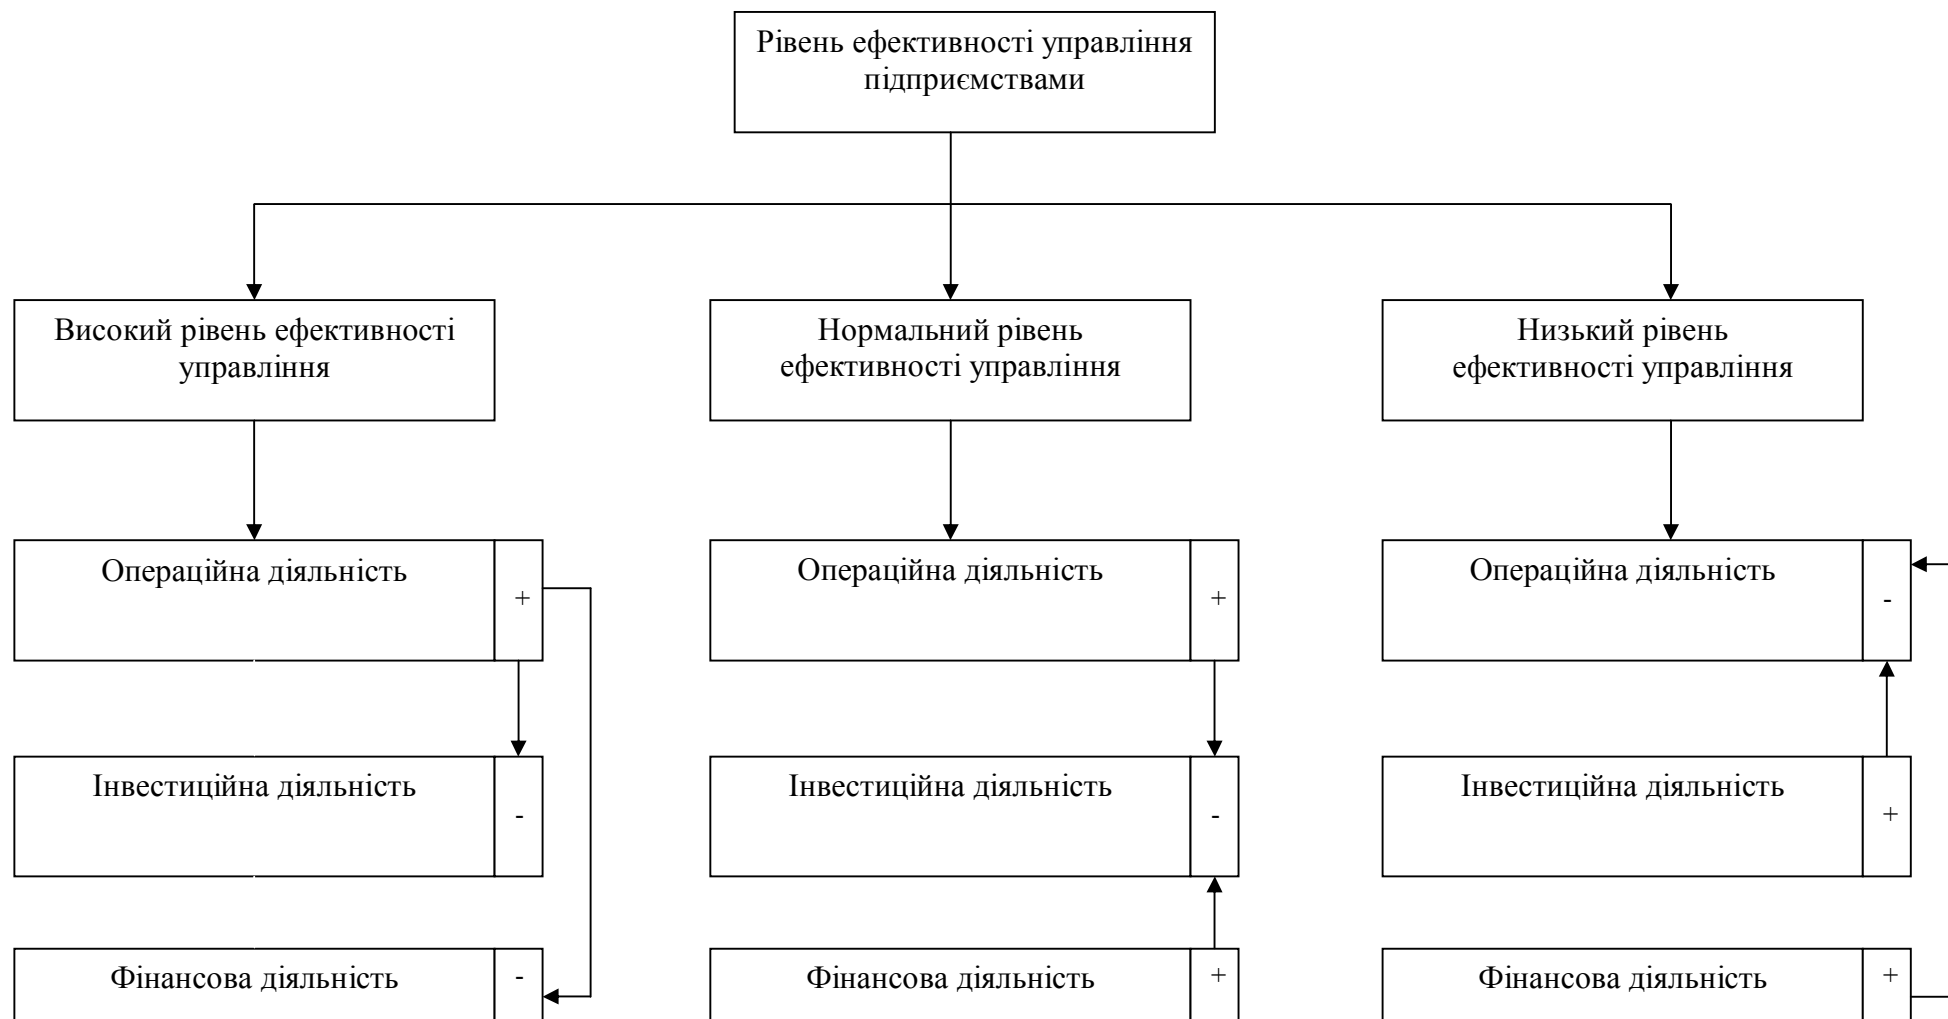 Рівень ефективності управління
підприємствами
Високий рівень ефективності
управління
Нормальний рівень
ефективності управління
Низький рівень
ефективності управління
Операційна діяльність
+
Операційна діяльність
+
Операційна діяльність
-
Інвестиційна діяльність
-
Інвестиційна діяльність
-
Інвестиційна діяльність
+
Фінансова діяльність
-
Фінансова діяльність
+
Фінансова діяльність
+